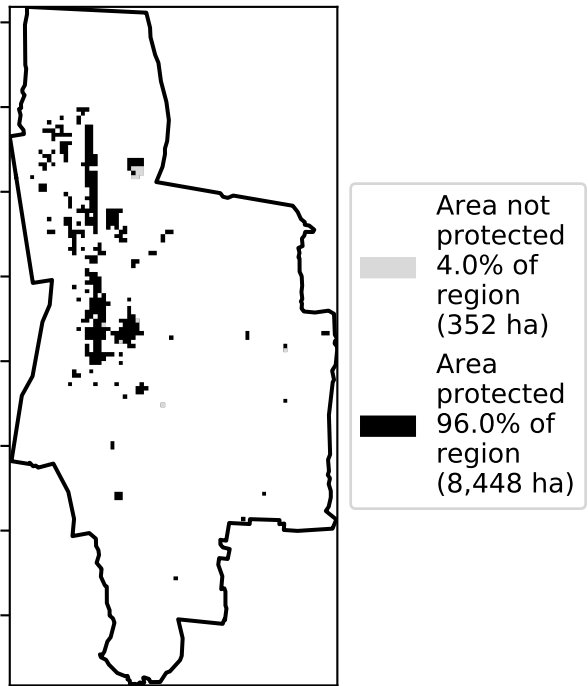 Area not
protected
4.0% of
region
(352 ha)
Area
protected
96.0% of
region
(8,448 ha)